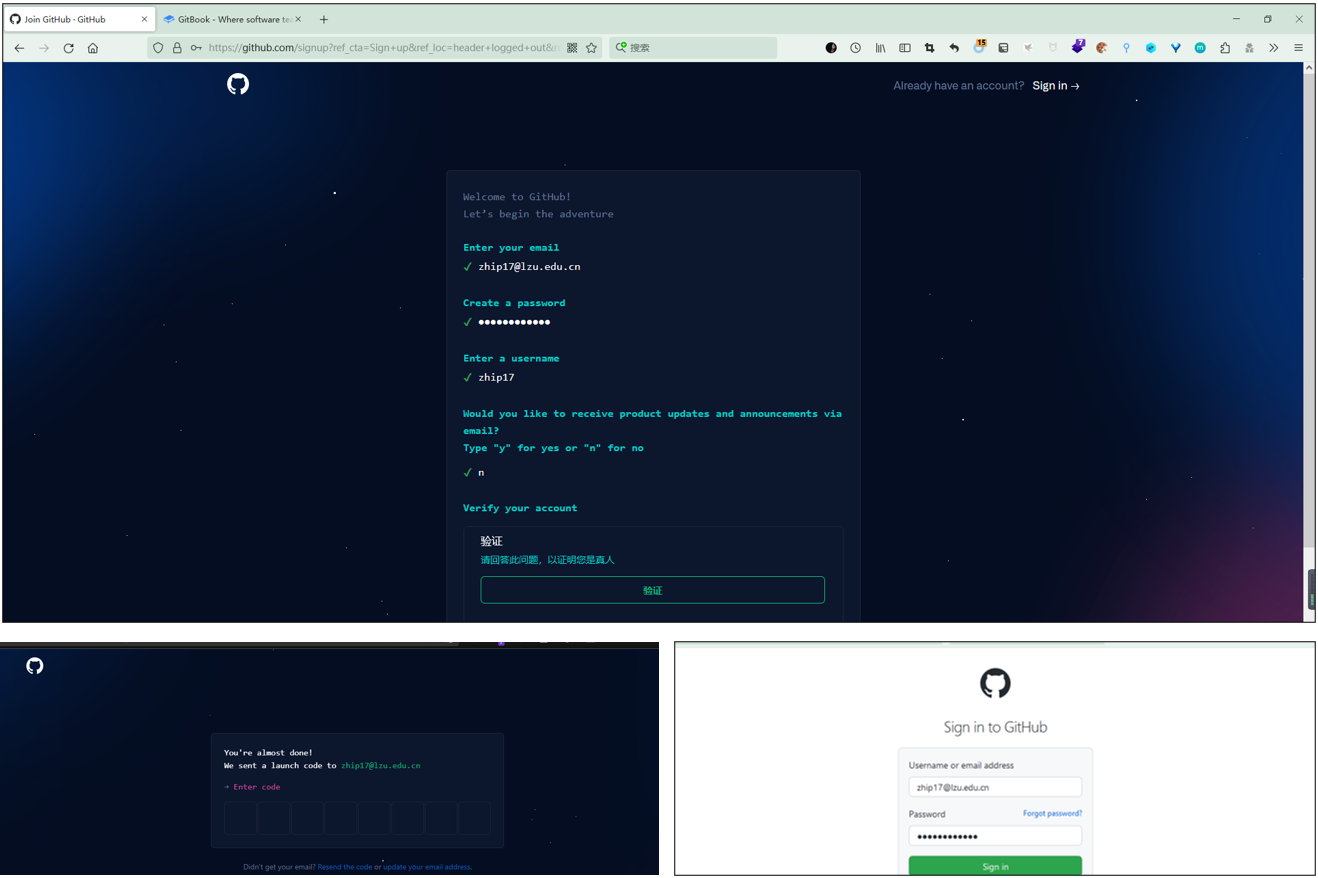 Join GitHub · GitHub
GitBook - Where software tea
https://github.com/signup?ref_cta=Sign+up&ref_loc=header+logged+out&
搜索
15
7
Already have an account? Sign in →
Welcome to GitHub!
Let's begin the adventure
Enter your email
✓ zhip17@lzu.edu.cn
Create a password
✓ ●●●●●●●●●●●●
Enter a username
✓ zhip17
Would you like to receive product updates and announcements via
email?
Type "y" for yes or "n" for no
✓ n
Verify your account
验证
请回答此问题，以证明您是真人
验证
You're almost done!
We sent a launch code to zhip17@lzu.edu.cn
→ Enter code
Didn't get your email? Resend the code or update your email address.
Sign in to GitHub
Username or email address
zhip17@lzu.edu.cn
Password Forgot password?
●●●●●●●●●●●●
Sign in